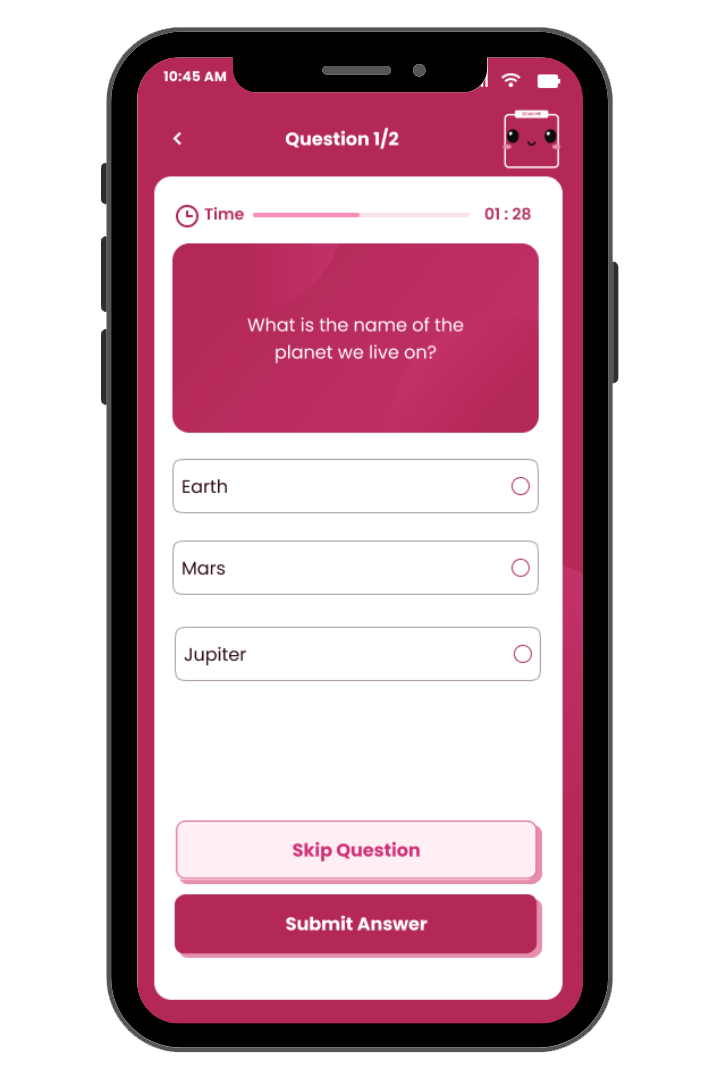 10:45 AM
SCAN ME
Question 1/2
Time 01 : 28
What is the name of the
planet we live on?
Earth
Mars
Jupiter
Skip Question
Submit Answer